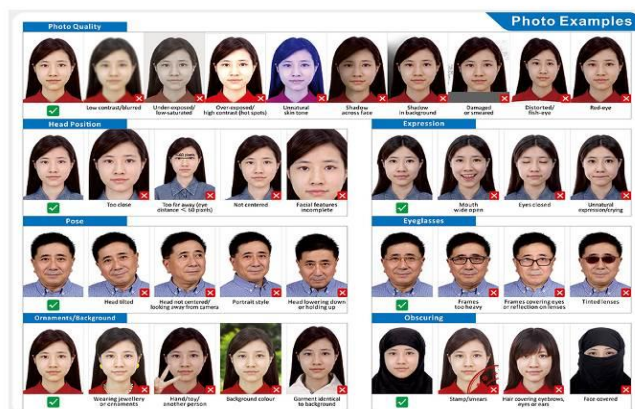 Photo Examples
Photo Quality
Low contrast/blurred
Under-exposed/
low-saturated
Over-exposed/
high contrast (hot spots)
Unnatural
skin tone
Shadow
across face
Shadow
in background
Damaged
or smeared
Distorted/
fish-eye
Red-eye
Head Position
Too close
Too far away (eye
distance < 60 pixels)
Not centered
Facial features
incomplete
Expression
Mouth
wide open
Eyes closed
Unnatural
expression/crying
Pose
Head tilted
Head not centered/
looking away from camera
Portrait style
Head lowering down
or holding up
Eyeglasses
Frames
too heavy
Frames covering eyes
or reflection on lenses
Tinted lenses
Ornaments/Background
Wearing jewellery
or ornaments
Hand/toy/
another person
Background colour
Garment identical
to background
Obscuring
Stamp/smears
Hair covering eyebrows,
eyes or ears
Face covered